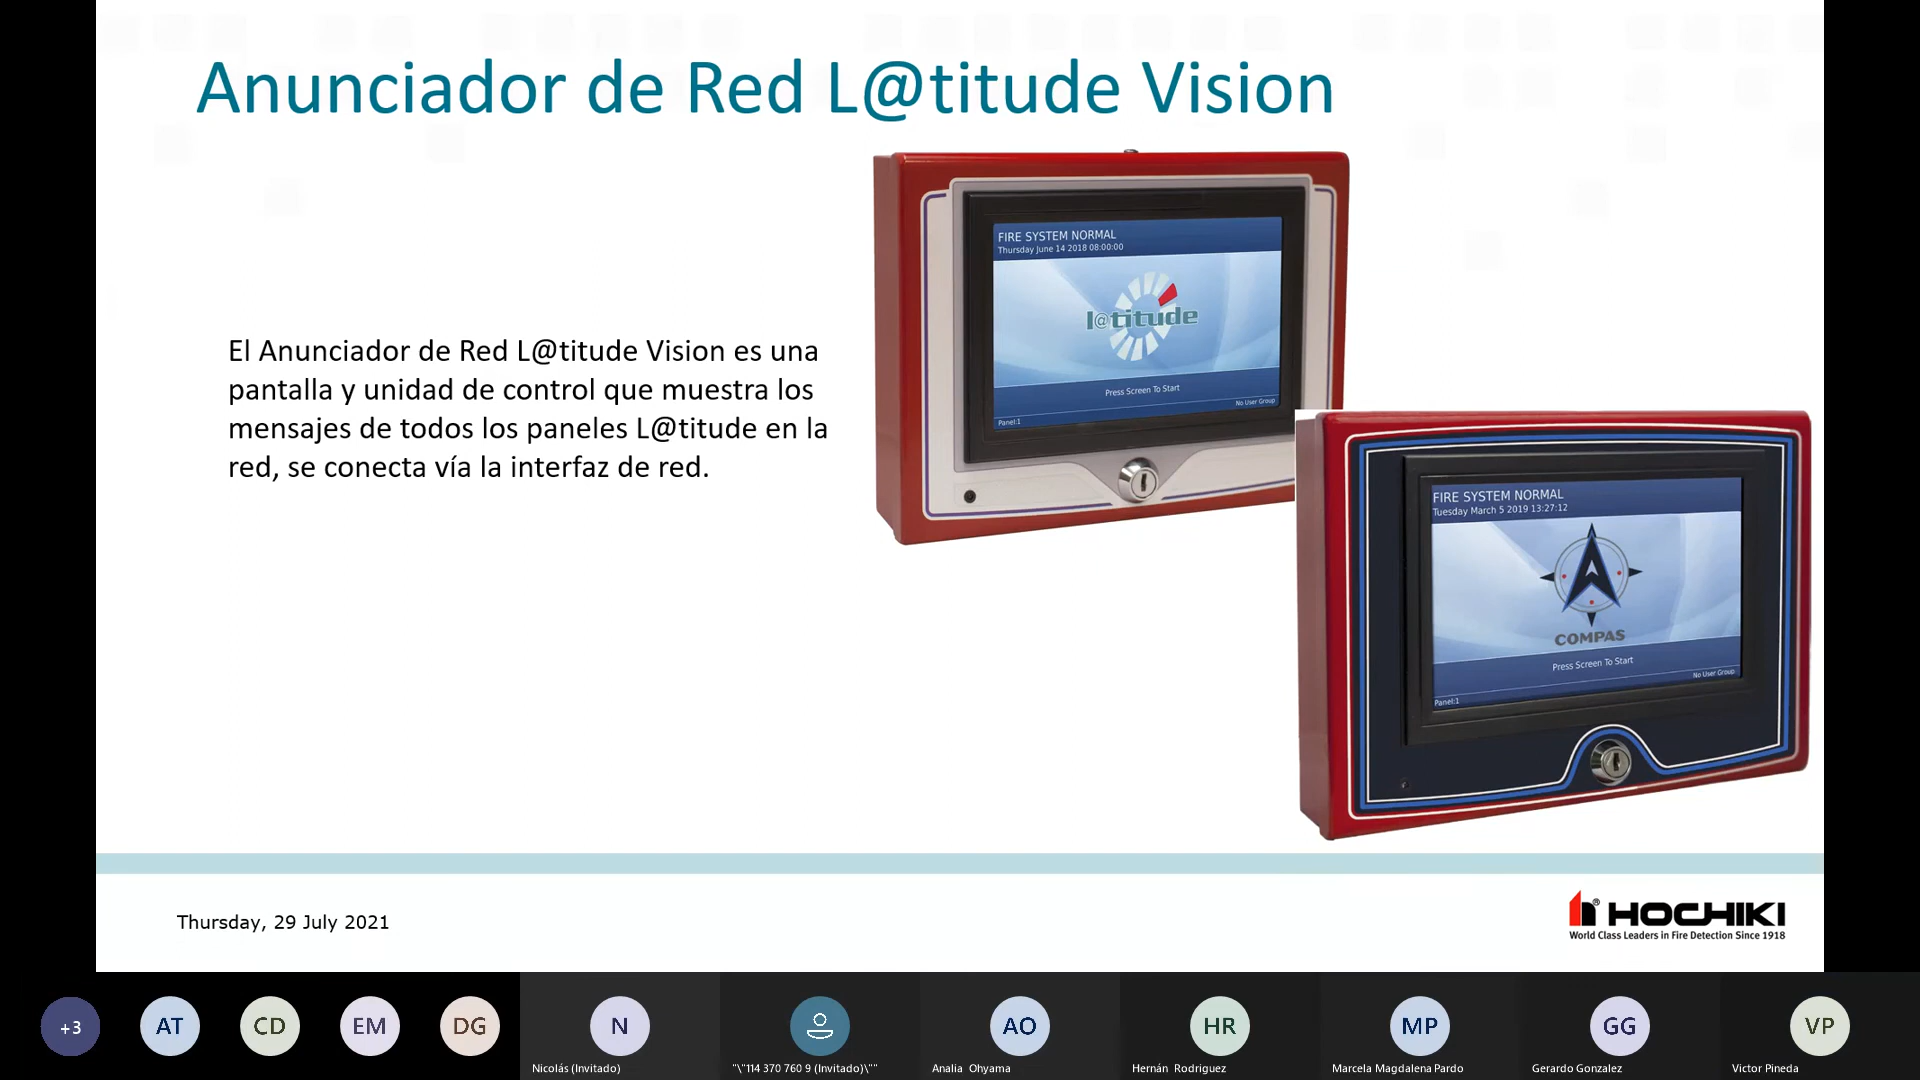 Anunciador de Red L@titude Vision
FIRE SYSTEM NORMAL
Thursday June 14 2018 08:00:00
l@titude
Press Screen To Start
No User Group
Panel:1
El Anunciador de Red L@titude Vision es una
pantalla y unidad de control que muestra los
mensajes de todos los paneles L@titude en la
red, se conecta vía la interfaz de red.
FIRE SYSTEM NORMAL
Tuesday March 5 2019 13:27:12
COMPAS
Press Screen To Start
No User Group
Panel:1
Thursday, 29 July 2021
® HOCHIKI
World Class Leaders in Fire Detection Since 1918
+3
AT
CD
EM
DG
N
AO
HR
MP
GG
VP
Nicolás (Invitado)
"\"114 370 760 9 (Invitado)\""
Analia Ohyama
Hernán Rodriguez
Marcela Magdalena Pardo
Gerardo Gonzalez
Victor Pineda